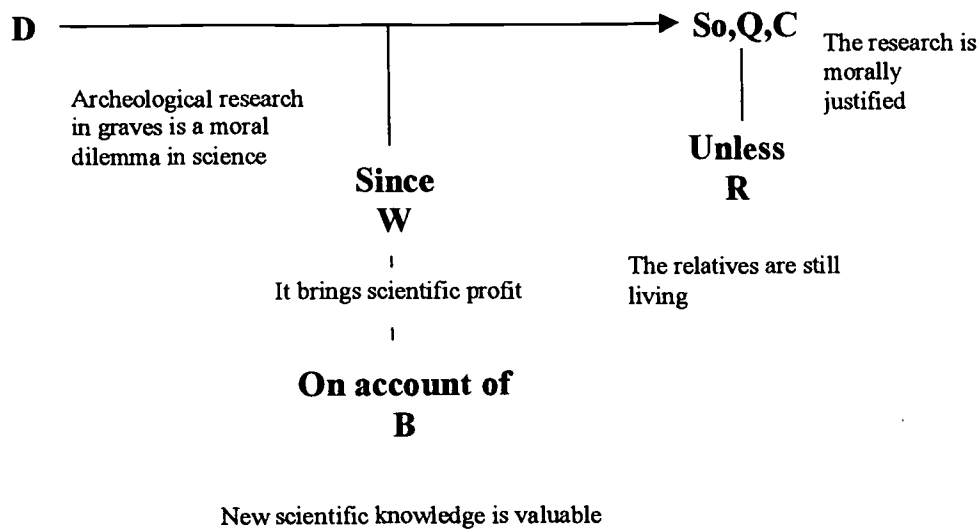 D
So,Q,C
The research is
morally
justified
Archeological research
in graves is a moral
dilemma in science
Unless
R
Since
W
The relatives are still
living
It brings scientific profit
On account of
B
New scientific knowledge is valuable